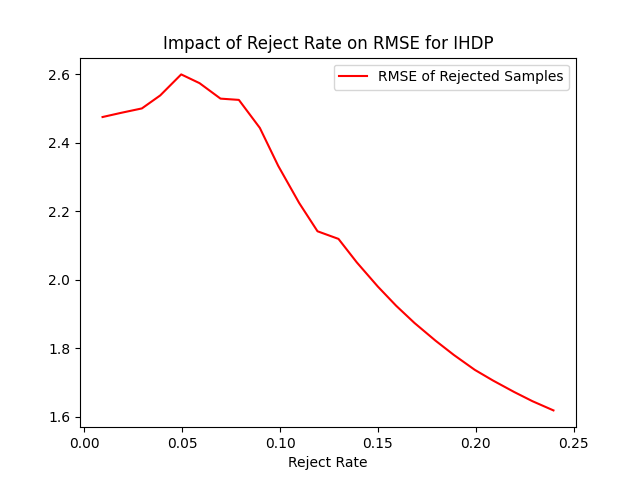 Impact of Reject Rate on RMSE for IHDP
RMSE of Rejected Samples
2.6
2.4
2.2
2.0
1.8
1.6
0.00 0.05 0.10 0.15 0.20 0.25
Reject Rate